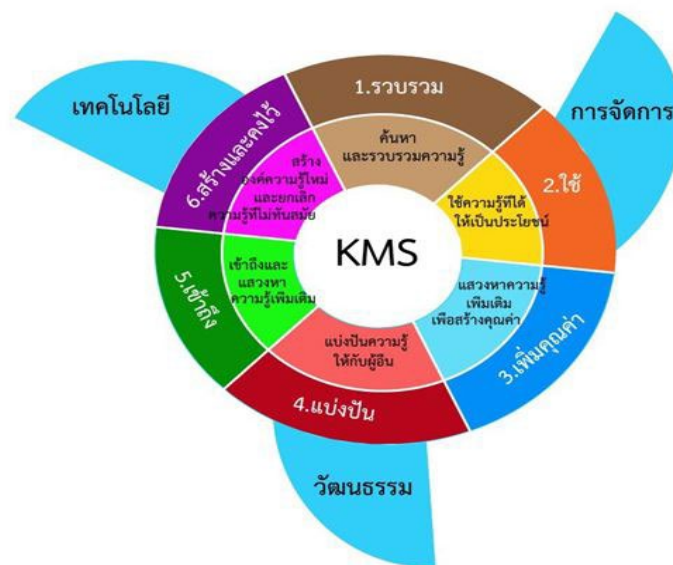 เทคโนโลยี
การจัดการ
วัฒนธรรม
KMS
1.รวบรวม
ค้นหา
และรวบรวมความรู้
2.ใช้
ใช้ความรู้ที่ได้
ให้เป็นประโยชน์
3.เพิ่มคุณค่า
แสวงหาความรู้
เพิ่มเติม
เพื่อสร้างคุณค่า
4.แบ่งปัน
แบ่งปันความรู้
ให้กับผู้อื่น
5.เข้าถึง
เข้าถึงและ
แสวงหา
ความรู้เพิ่มเติม
6.สร้างและคงไว้
สร้าง
องค์ความรู้ใหม่
และยกเลิก
ความรู้ที่ไม่ทันสมัย